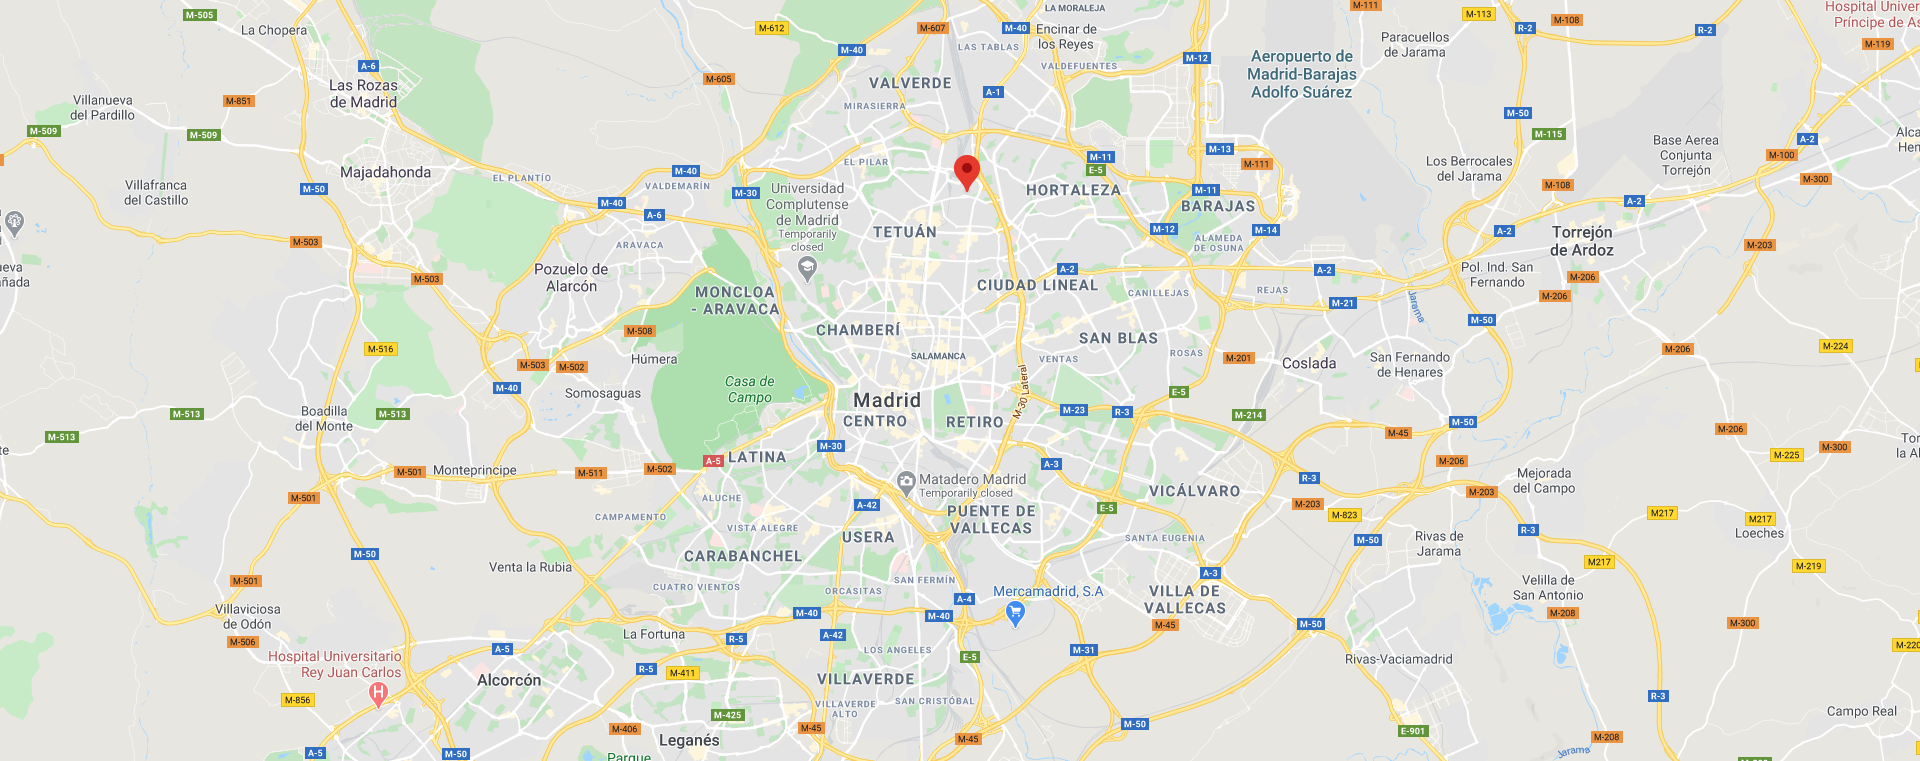 M-505
La Chopera
M-612
M-607
M-40
LA MORALEJA
Encinar de
los Reyes
M-111
M-113
M-108
R-2
R-2
Hospital Univer
Príncipe de As
M-119
Paracuellos
de Jarama
LAS TABLAS
M-40
A-6
M-605
VALDEFUENTES
M-12
Aeropuerto de
Madrid-Barajas
Adolfo Suárez
Las Rozas
de Madrid
VALVERDE
A-1
MIRASIERRA
Villanueva
del Pardillo
M-851
M-50
M-509
M-509
M-115
Base Aerea
Conjunta
Torrejón
A-2
Alca
Hen
M-100
M-300
Majadahonda
EL PLANTÍO
M-40
VALDEMARÍN
M-30
EL PILAR
M-11
E-5
M-13
M-111
Los Berrocales
del Jarama
M-108
Villafranca
del Castillo
M-50
M-40
A-6
Universidad
Complutense
de Madrid
Temporarily
closed
HORTALEZA
M-11
BARAJAS
A-2
M-503
ARAVACA
TETUÁN
M-12
M-14
ALAMEDA
DE OSUNA
A-2
Torrejón
de Ardoz
M-203
ueva
ñada
M-503
Pozuelo de
Alarcón
A-2
A-2
Pol. Ind. San
Fernando
M-206
M-206
MONCLOA
- ARAVACA
CIUDAD LINEAL
CANILLEJAS
REJAS
M-21
Jarama
M-50
M-508
CHAMBERÍ
SAN BLAS
M-516
Húmera
SALAMANCA
VENTAS
ROSAS
M-201
Coslada
San Fernando
de Henares
M-206
M-224
M-503
M-502
M-40
Somosaguas
Casa de
Campo
M-30 Lateral
E-5
Madrid
CENTRO
RETIRO
M-23
R-3
M-214
M-513
Boadilla
del Monte
M-513
M-513
te
M-50
M-45
M-206
M-300
Tor
la Al
M-30
LATINA
A-5
M-501
Monteprincipe
M-511
M-502
A-3
M-206
M-225
M-501
ALUCHE
Matadero Madrid
Temporarily closed
VICÁLVARO
R-3
M-203
M-203
Mejorada
del Campo
A-42
CAMPAMENTO
VISTA ALEGRE
PUENTE DE
VALLECAS
E-5
M-823
M217
M217
Loeches
USERA
SANTA EUGENIA
M-50
Rivas de
Jarama
R-3
M-50
CARABANCHEL
Venta la Rubia
M217
M-219
M-501
CUATRO VIENTOS
SAN FERMÍN
ORCASITAS
Mercamadrid, S.A
A-3
VILLA DE
VALLECAS
Velilla de
San Antonio
Villaviciosa
de Odón
M-40
A-4
M-40
M-45
M-50
M-208
M-300
M-506
La Fortuna
R-5
A-42
M-220
Hospital Universitario
Rey Juan Carlos
A-5
LOS ANGELES
E-5
M-31
Rivas-Vaciamadrid
R-5
M-411
Alcorcón
VILLAVERDE
M-856
VILLAVERDE
ALTO
SAN CRISTÓBAL
R-3
M-425
M-406
M-45
M-50
E-901
Campo Real
A-5
M-50
Leganés
M-45
M-208
Jarama
Parque